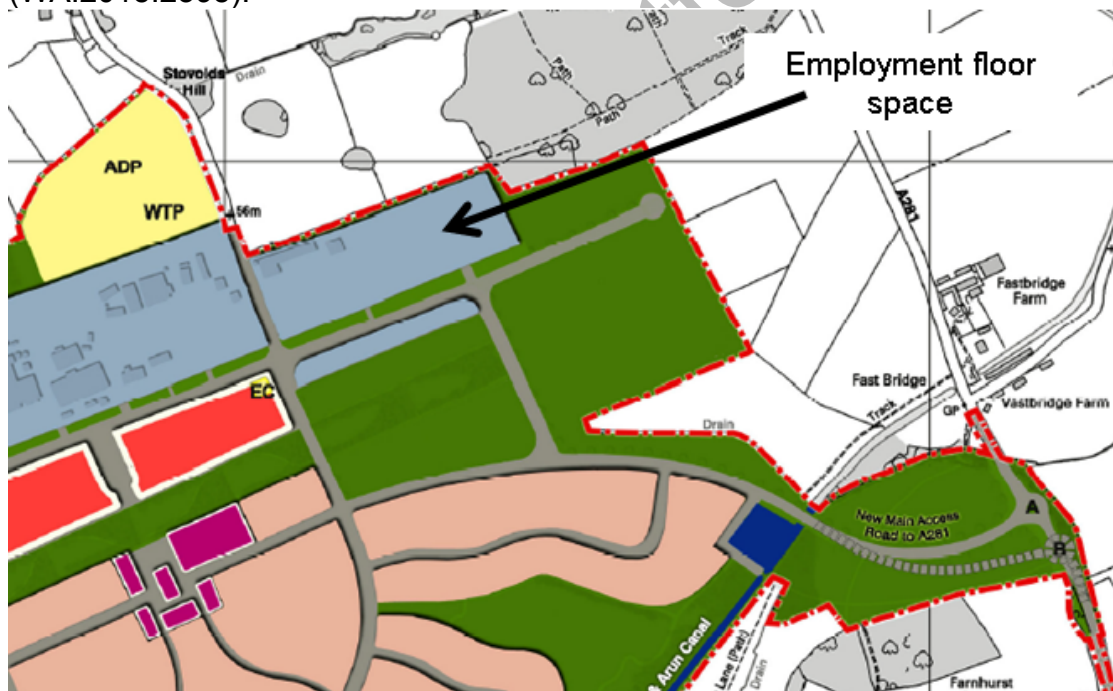 Stovolds
Hill
Drain
Path
Track
Path
Employment floor
space
ADP
WTP
56m
A281
Fastbridge
Farm
Fast Bridge
Track
GP
Vastbridge Farm
EC
Drain
New Main Access
Road to A281
A
B
& Arun Canal
Lane (Path)
Drain
Farnhurst